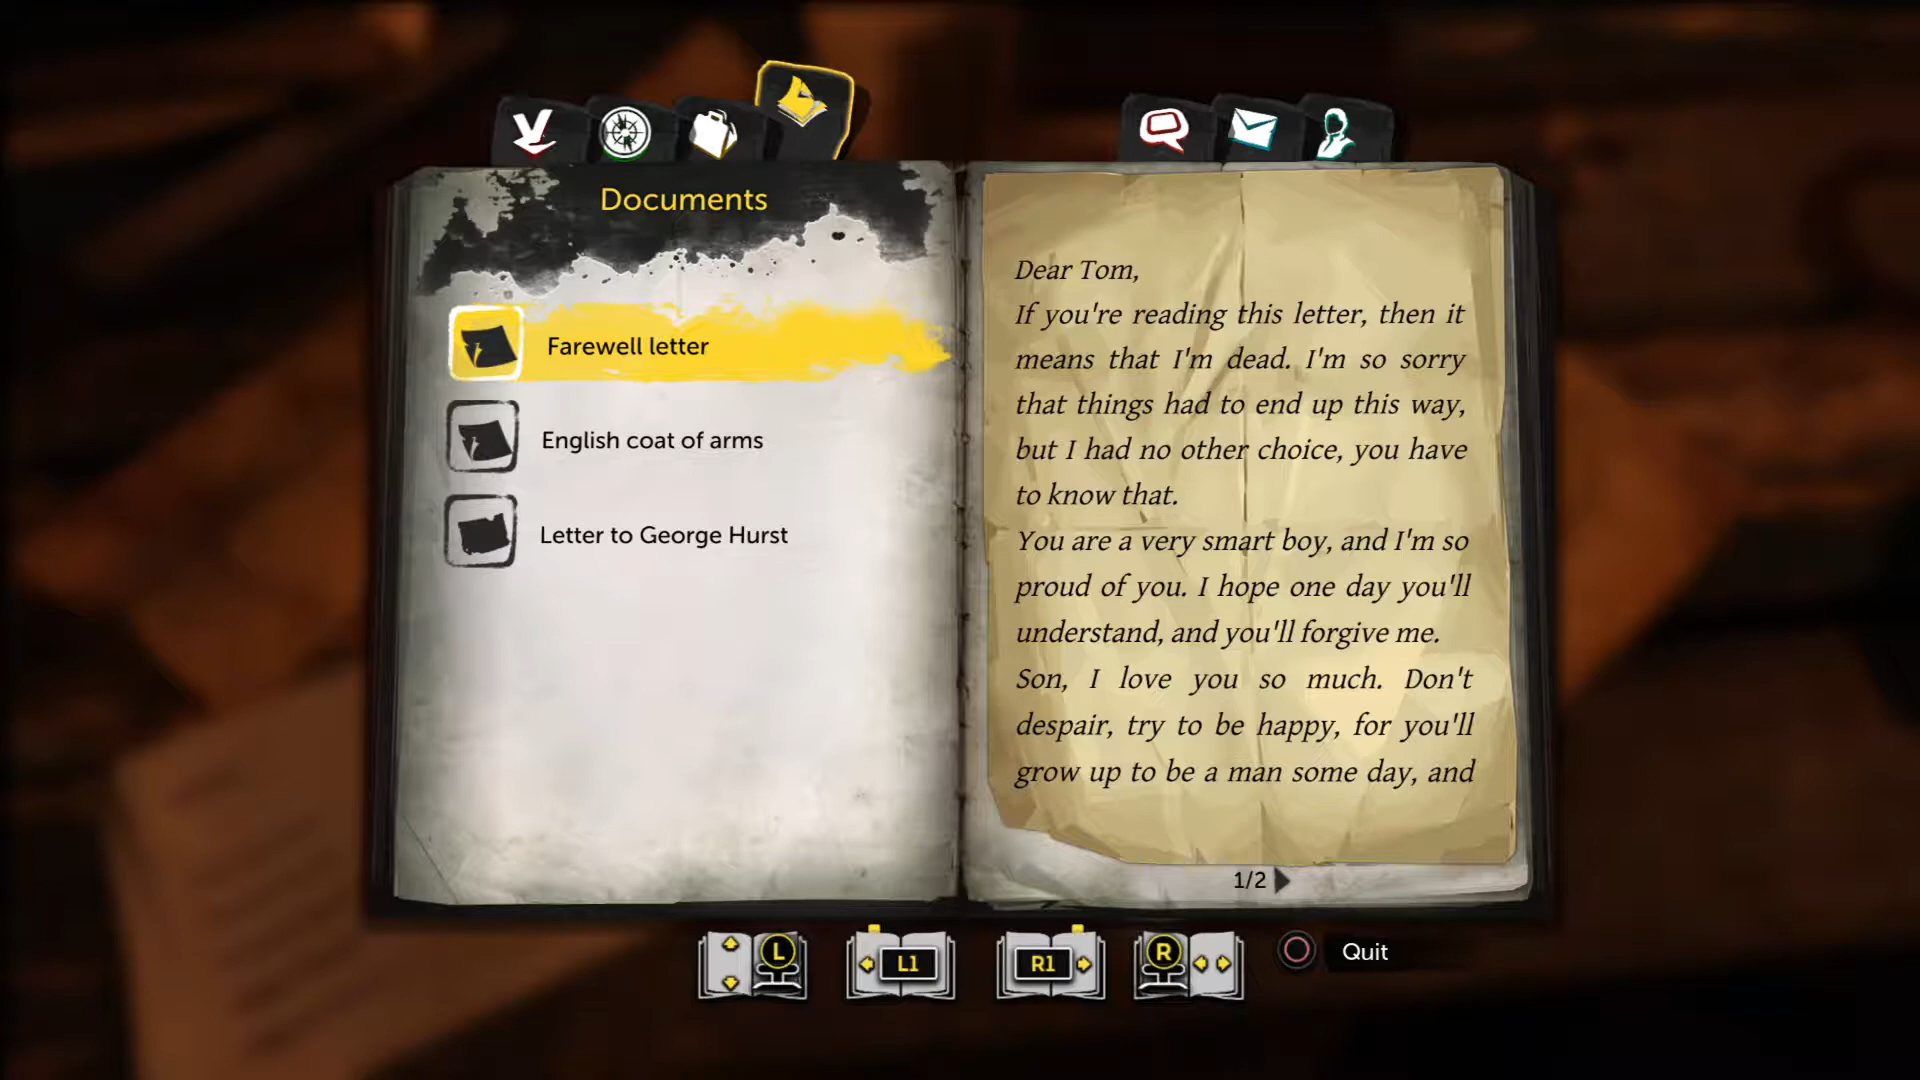 Documents
Farewell letter
English coat of arms
Letter to George Hurst
Dear Tom,
If you're reading this letter, then it
means that I'm dead. I'm so sorry
that things had to end up this way,
but I had no other choice, you have
to know that.
You are a very smart boy, and I'm so
proud of you. I hope one day you'll
understand, and you'll forgive me.
Son, I love you so much. Don't
despair, try to be happy, for you'll
grow up to be a man some day, and
1/2
L
L1
R1
R
Quit